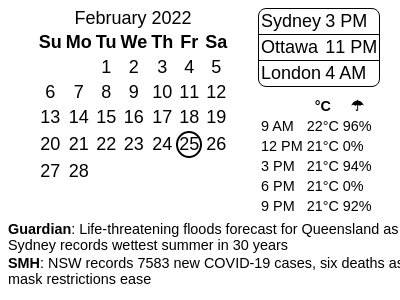 February 2022
Su Mo Tu We Th Fr Sa
1 2 3 4 5
6 7 8 9 10 11 12
13 14 15 16 17 18 19
20 21 22 23 24 25 26
27 28
Sydney 3 PM
Ottawa 11 PM
London 4 AM
°C ☂
9 AM 22°C 96%
12 PM 21°C 0%
3 PM 21°C 94%
6 PM 21°C 0%
9 PM 21°C 92%
Guardian: Life-threatening floods forecast for Queensland as
Sydney records wettest summer in 30 years
SMH: NSW records 7583 new COVID-19 cases, six deaths as
mask restrictions ease